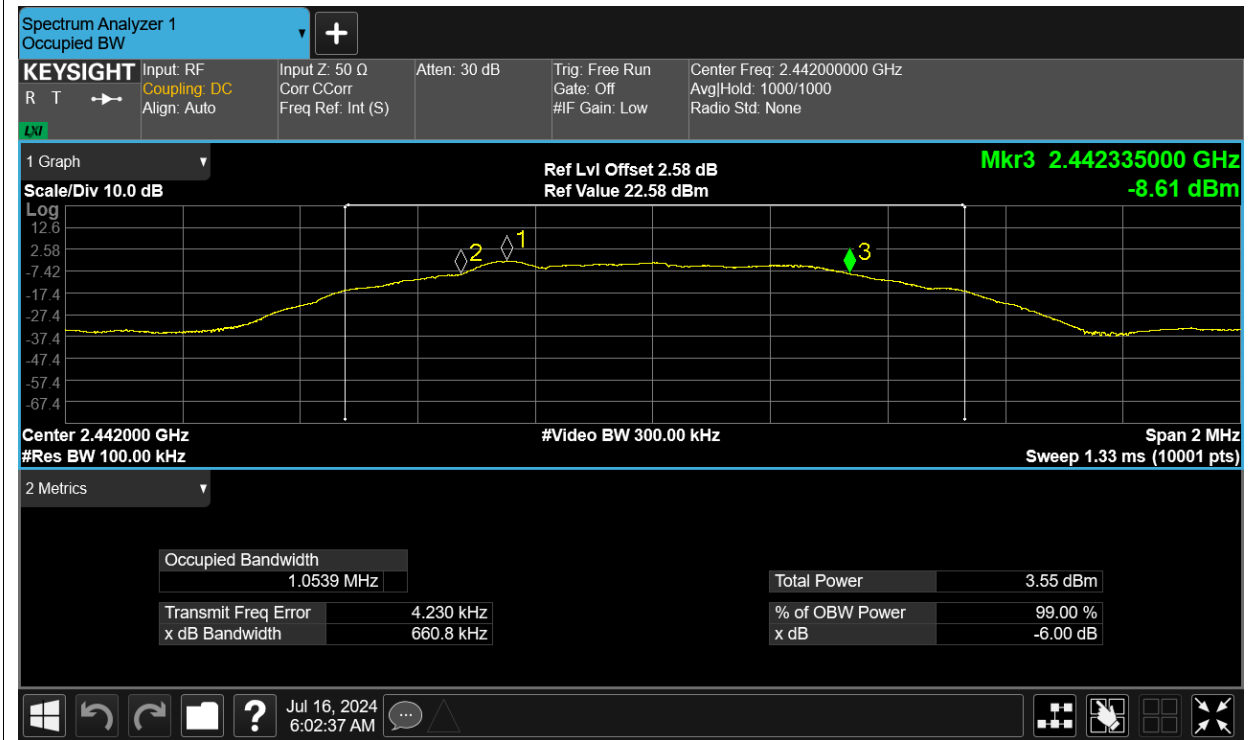 Spectrum Analyzer 1
Occupied BW
KEYSIGHT
R T
LXI
Input: RF
Coupling: DC
Align: Auto
Input Z: 50 Ω
Corr CCorr
Freq Ref: Int (S)
Atten: 30 dB
Trig: Free Run
Gate: Off
#IF Gain: Low
Center Freq: 2.442000000 GHz
Avg|Hold: 1000/1000
Radio Std: None
1 Graph
Scale/Div 10.0 dB
Ref Lvl Offset 2.58 dB
Ref Value 22.58 dBm
Mkr3 2.442335000 GHz
-8.61 dBm
Log
12.6
2.58
-7.42
-17.4
-27.4
-37.4
-47.4
-57.4
-67.4
2
1
3
Center 2.442000 GHz
#Video BW 300.00 kHz
Span 2 MHz
#Res BW 100.00 kHz
Sweep 1.33 ms (10001 pts)
2 Metrics
Occupied Bandwidth
1.0539 MHz
Total Power 3.55 dBm
Transmit Freq Error 4.230 kHz
% of OBW Power 99.00 %
x dB Bandwidth 660.8 kHz
x dB -6.00 dB
?
Jul 16, 2024
6:02:37 AM